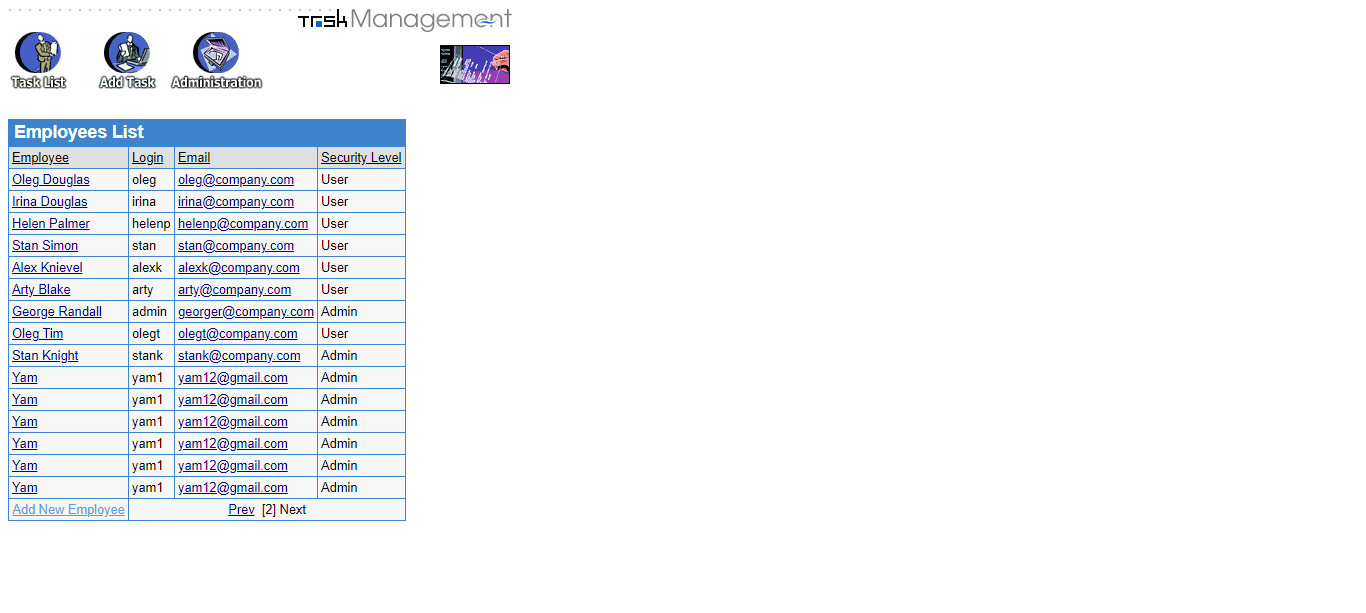 Task Management
Task List Add Task Administration
Employees List
Employee Login Email Security Level
Oleg Douglas oleg oleg@company.com User
Irina Douglas irina irina@company.com User
Helen Palmer helenp helenp@company.com User
Stan Simon stan stan@company.com User
Alex Knievel alexk alexk@company.com User
Arty Blake arty arty@company.com User
George Randall admin georger@company.com Admin
Oleg Tim olegt olegt@company.com User
Stan Knight stank stank@company.com Admin
Yam yam1 yam12@gmail.com Admin
Yam yam1 yam12@gmail.com Admin
Yam yam1 yam12@gmail.com Admin
Yam yam1 yam12@gmail.com Admin
Yam yam1 yam12@gmail.com Admin
Yam yam1 yam12@gmail.com Admin
Add New Employee Prev [2] Next